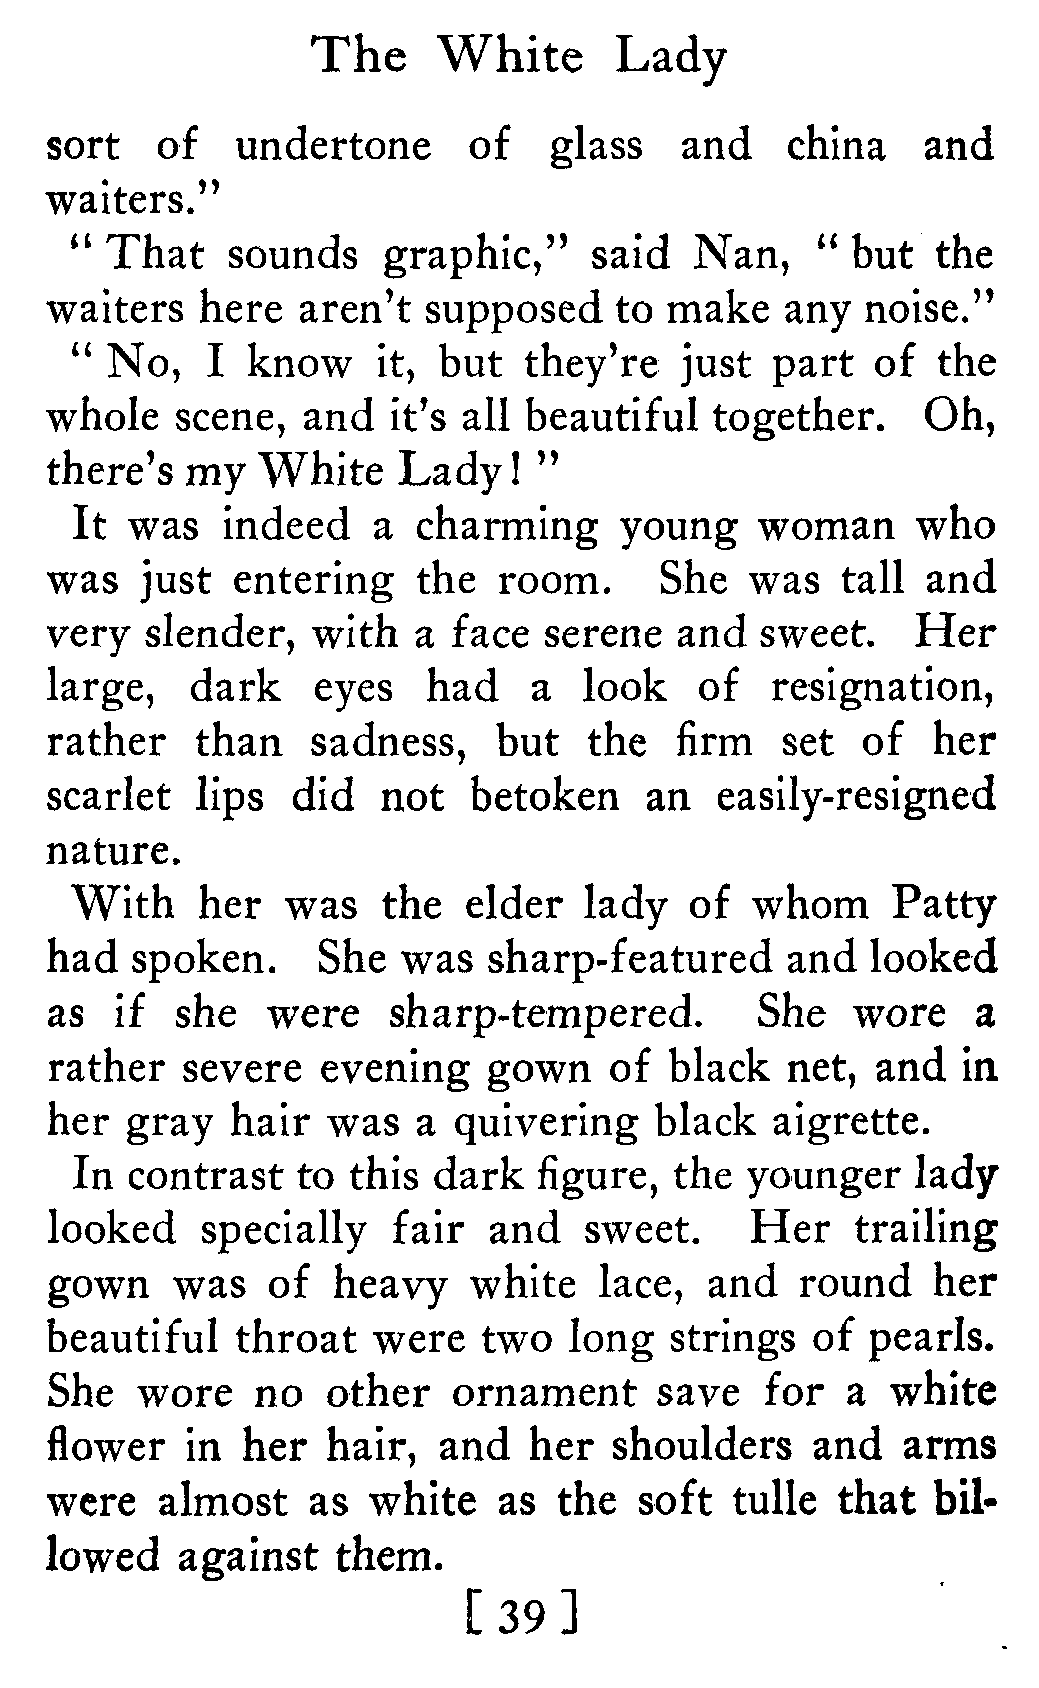 The White Lady
sort of undertone of glass and china and
waiters."
" That sounds graphic," said Nan, " but the
waiters here aren't supposed to make any noise."
" No, I know it, but they're just part of the
whole scene, and it's all beautiful together. Oh,
there's my White Lady! "
It was indeed a charming young woman who
was just entering the room. She was tall and
very slender, with a face serene and sweet. Her
large, dark eyes had a look of resignation,
rather than sadness, but the firm set of her
scarlet lips did not betoken an easily-resigned
nature.
With her was the elder lady of whom Patty
had spoken. She was sharp-featured and looked
as if she were sharp-tempered. She wore a
rather severe evening gown of black net, and in
her gray hair was a quivering black aigrette.
In contrast to this dark figure, the younger lady
looked specially fair and sweet. Her trailing
gown was of heavy white lace, and round her
beautiful throat were two long strings of pearls.
She wore no other ornament save for a white
flower in her hair, and her shoulders and arms
were almost as white as the soft tulle that bil-
lowed against them.
[ 39 ]